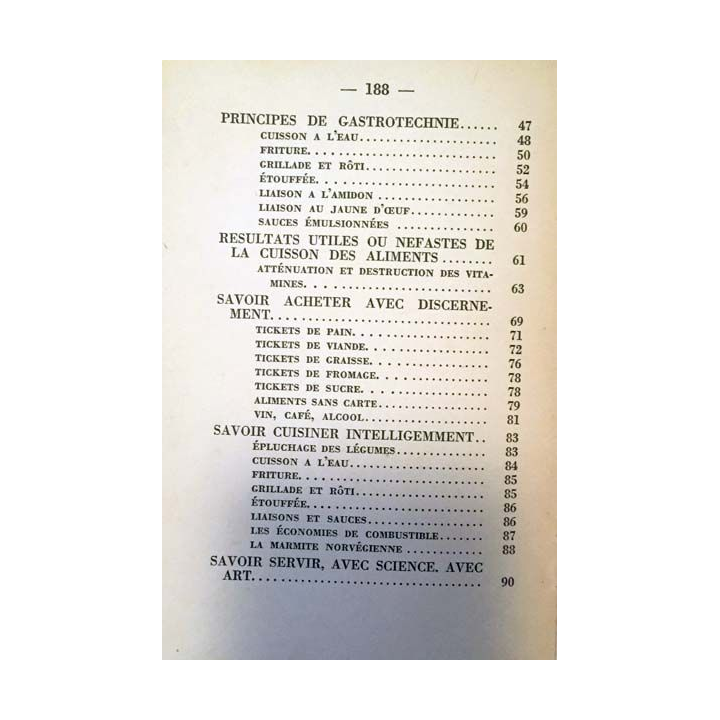 — 188 —
PRINCIPES DE GASTROTECHNIE...... 47
CUISSON A L'EAU.................... 48
FRITURE............................ 50
GRILLADE ET RÔTI................... 52
ÉTOUFFÉE........................... 54
LIAISON A L'AMIDON ................ 56
LIAISON AU JAUNE D'ŒUF............. 59
SAUCES ÉMULSIONNÉES ............... 60
RESULTATS UTILES OU NEFASTES DE
LA CUISSON DES ALIMENTS ........ 61
ATTÉNUATION ET DESTRUCTION DES VITA-
MINES. ............................ 63
SAVOIR ACHETER AVEC DISCERNE-
MENT............................... 69
TICKETS DE PAIN.................... 71
TICKETS DE VIANDE.................. 72
TICKETS DE GRAISSE................. 76
TICKETS DE FROMAGE................. 78
TICKETS DE SUCRE................... 78
ALIMENTS SANS CARTE................ 79
VIN, CAFÉ, ALCOOL.................. 81
SAVOIR CUISINER INTELLIGEMMENT.. 83
ÉPLUCHAGE DES LÉGUMES.............. 83
CUISSON A L'EAU.................... 84
FRITURE............................ 85
GRILLADE ET RÔTI................... 85
ÉTOUFFÉE........................... 86
LIAISONS ET SAUCES................. 86
LES ÉCONOMIES DE COMBUSTIBLE....... 87
LA MARMITE NORVÉGIENNE ............ 88
SAVOIR SERVIR, AVEC SCIENCE. AVEC
ART................................ 90